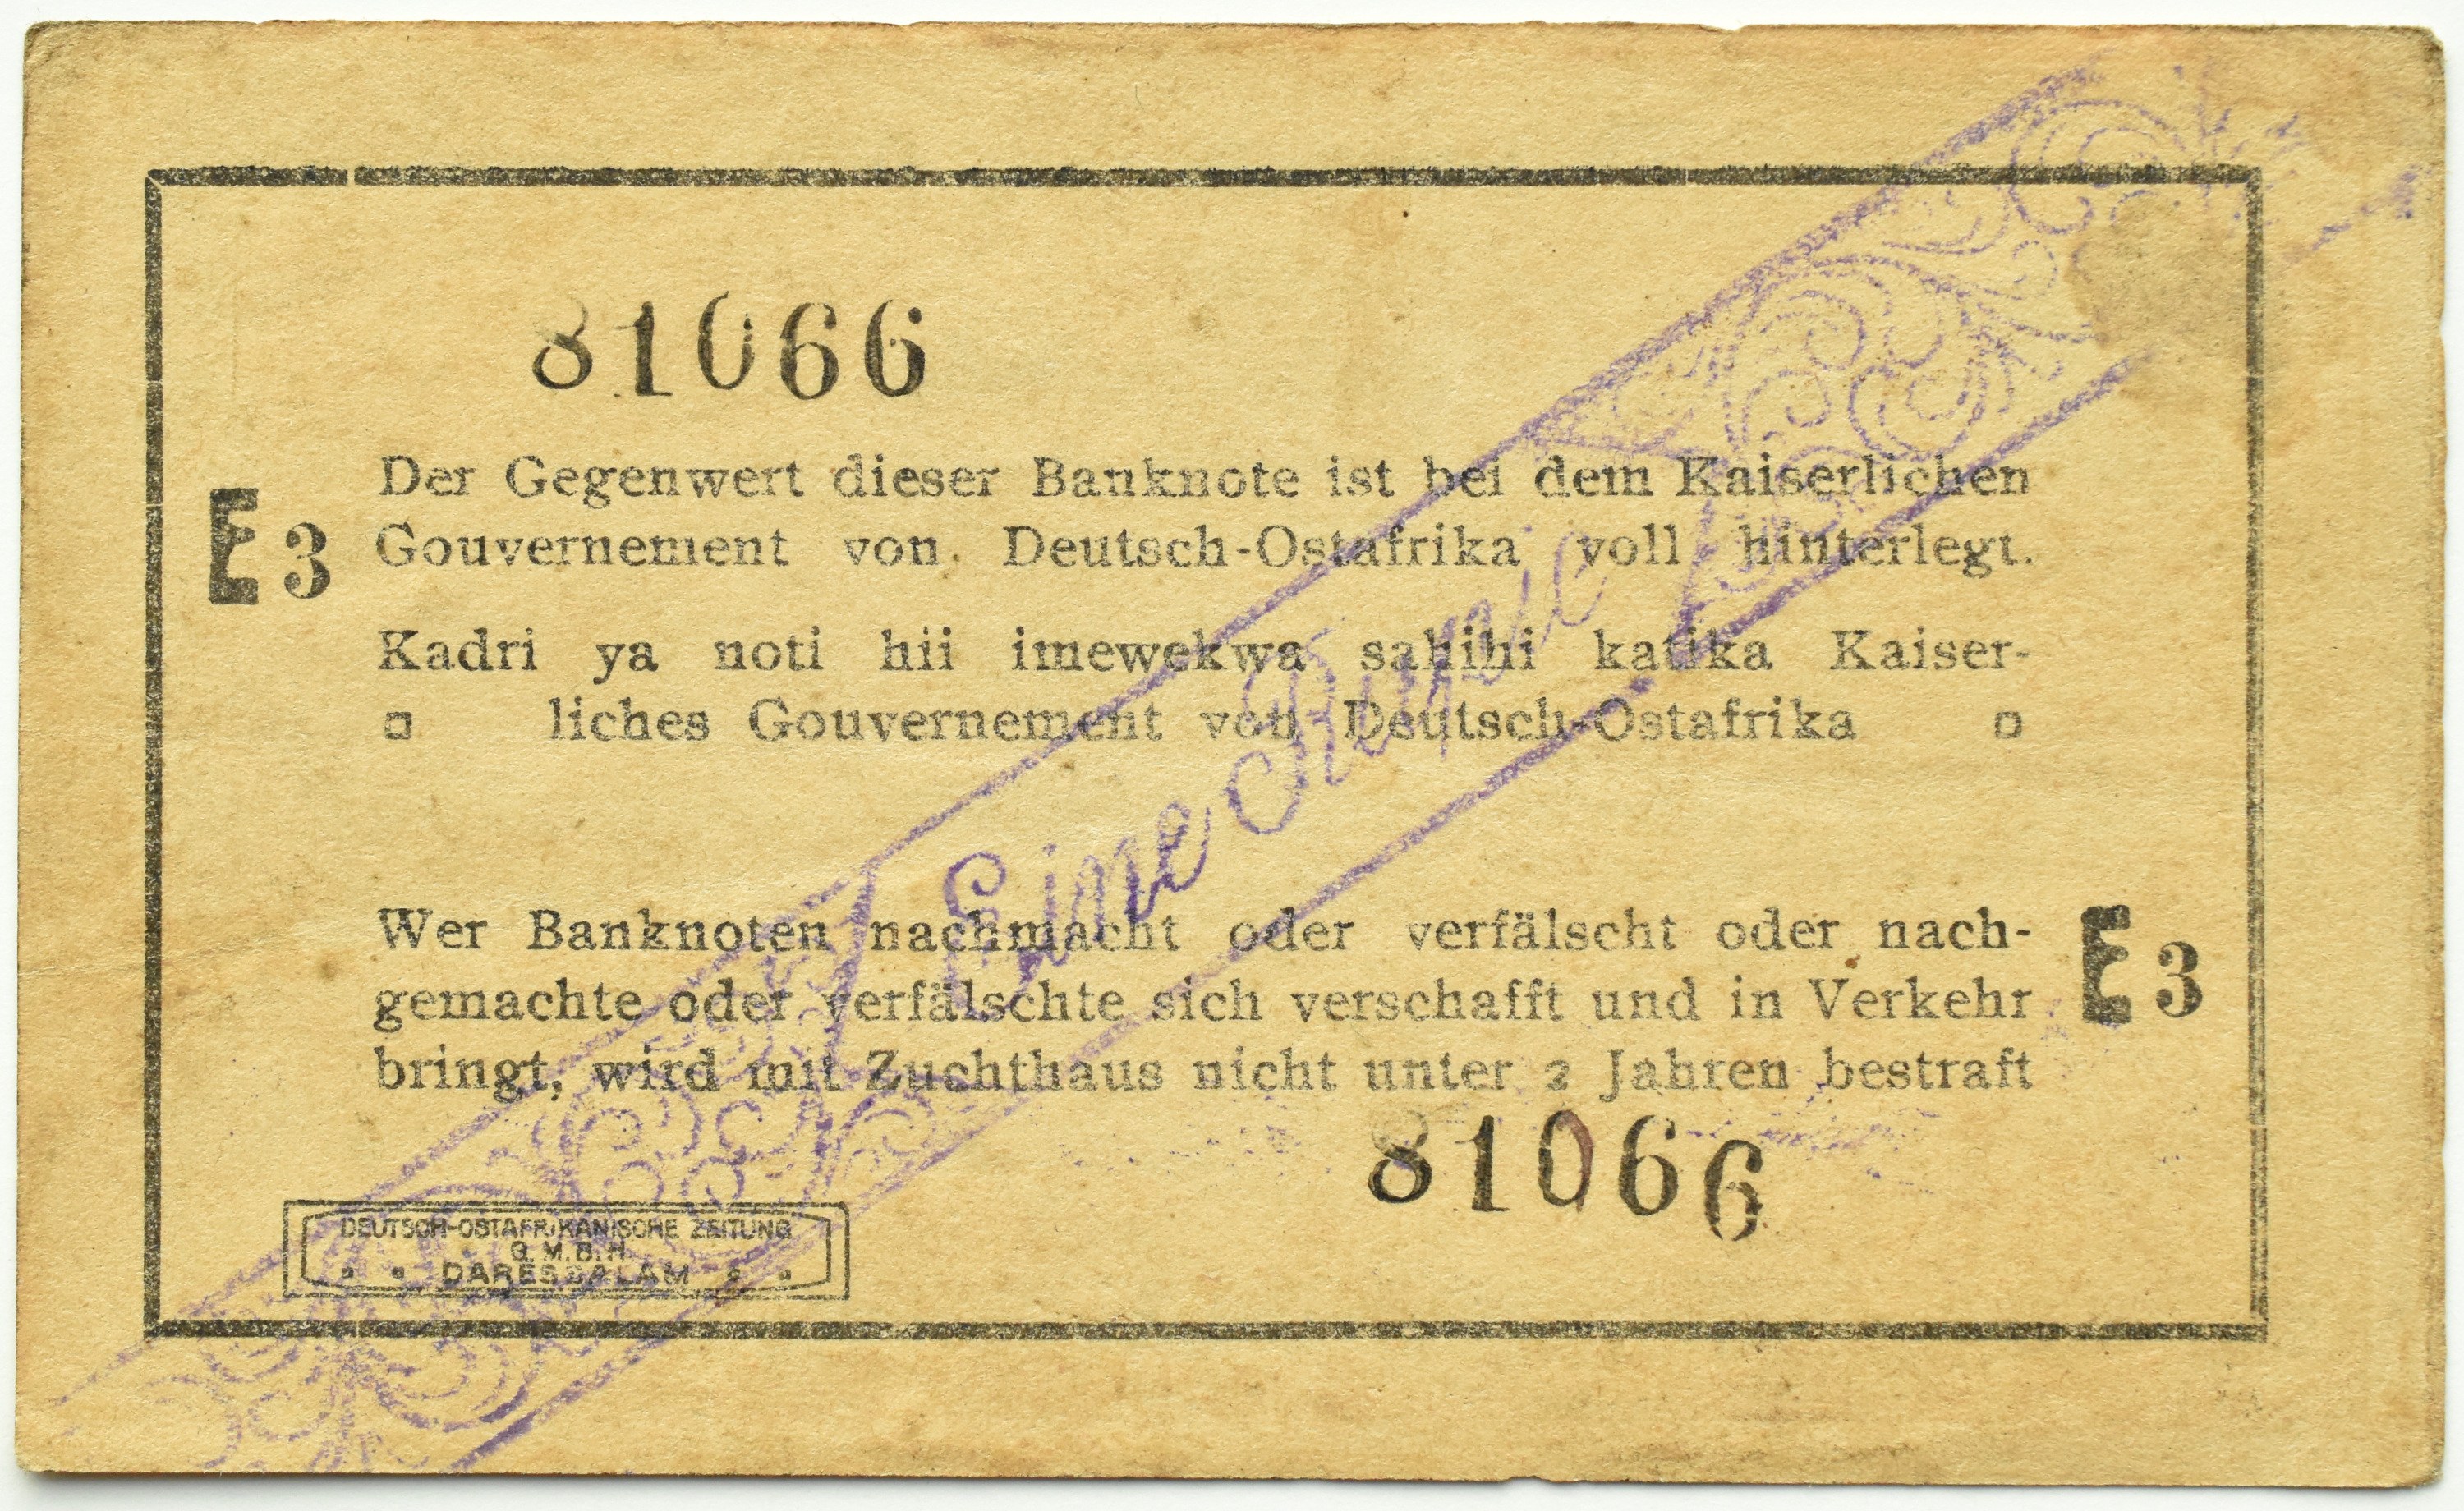 81066
Der Gegenwert dieser Banknote ist bei dem Kaiserlichen
Gouvernement von Deutsch-Ostafrika voll hinterlegt.
E3
Kadri ya noti hii imewekwa sahihi katika Kaiser-
liches Gouvernement von Deutsch-Ostafrika
Eine Rupie
Wer Banknoten nachmacht oder verfälscht oder nach-
gemachte oder verfälschte sich verschafft und in Verkehr
bringt, wird mit Zuchthaus nicht unter 2 Jahren bestraft
E3
81066
DEUTSCH-OSTAFRIKANISCHE ZEITUNG
G. M. B. H.
DARESSALAM